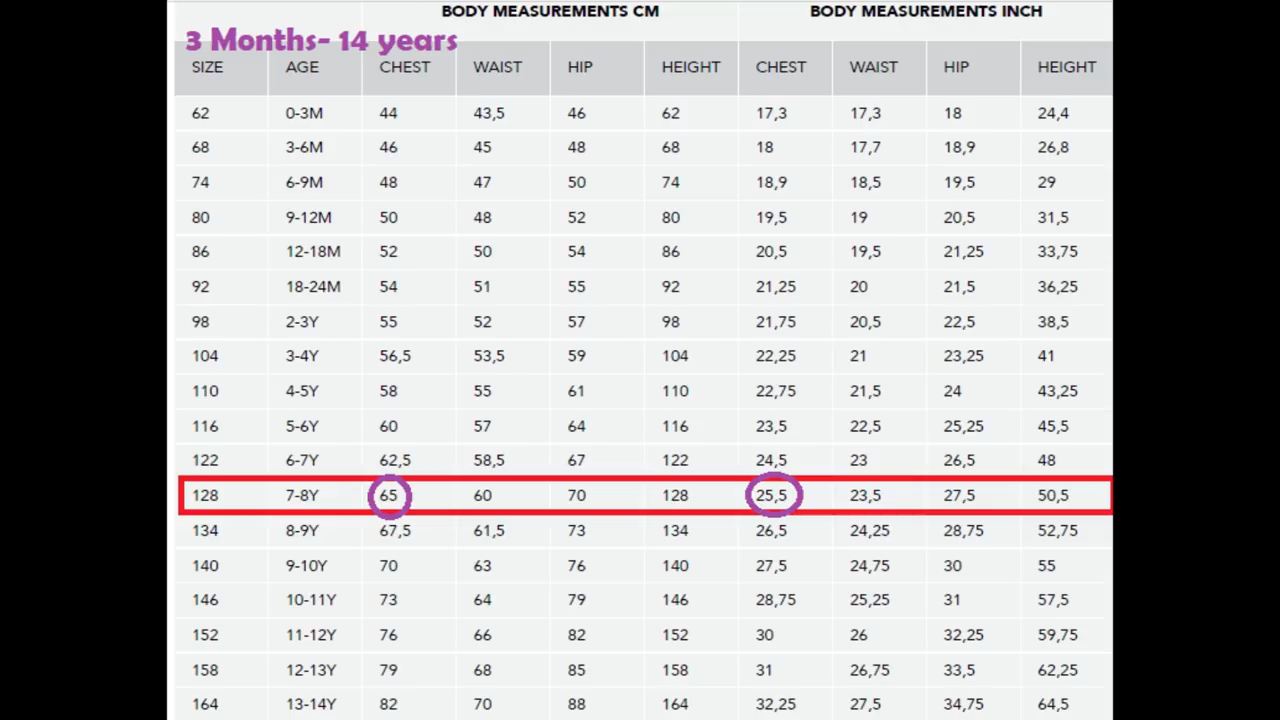 BODY MEASUREMENTS CM BODY MEASUREMENTS INCH
3 Months- 14 years
SIZE AGE CHEST WAIST HIP HEIGHT CHEST WAIST HIP HEIGHT
62 0-3M 44 43,5 46 62 17,3 17,3 18 24,4
68 3-6M 46 45 48 68 18 17,7 18,9 26,8
74 6-9M 48 47 50 74 18,9 18,5 19,5 29
80 9-12M 50 48 52 80 19,5 19 20,5 31,5
86 12-18M 52 50 54 86 20,5 19,5 21,25 33,75
92 18-24M 54 51 55 92 21,25 20 21,5 36,25
98 2-3Y 55 52 57 98 21,75 20,5 22,5 38,5
104 3-4Y 56,5 53,5 59 104 22,25 21 23,25 41
110 4-5Y 58 55 61 110 22,75 21,5 24 43,25
116 5-6Y 60 57 64 116 23,5 22,5 25,25 45,5
122 6-7Y 62,5 58,5 67 122 24,5 23 26,5 48
128 7-8Y 65 60 70 128 25,5 23,5 27,5 50,5
134 8-9Y 67,5 61,5 73 134 26,5 24,25 28,75 52,75
140 9-10Y 70 63 76 140 27,5 24,75 30 55
146 10-11Y 73 64 79 146 28,75 25,25 31 57,5
152 11-12Y 76 66 82 152 30 26 32,25 59,75
158 12-13Y 79 68 85 158 31 26,75 33,5 62,25
164 13-14Y 82 70 88 164 32,25 27,5 34,75 64,5